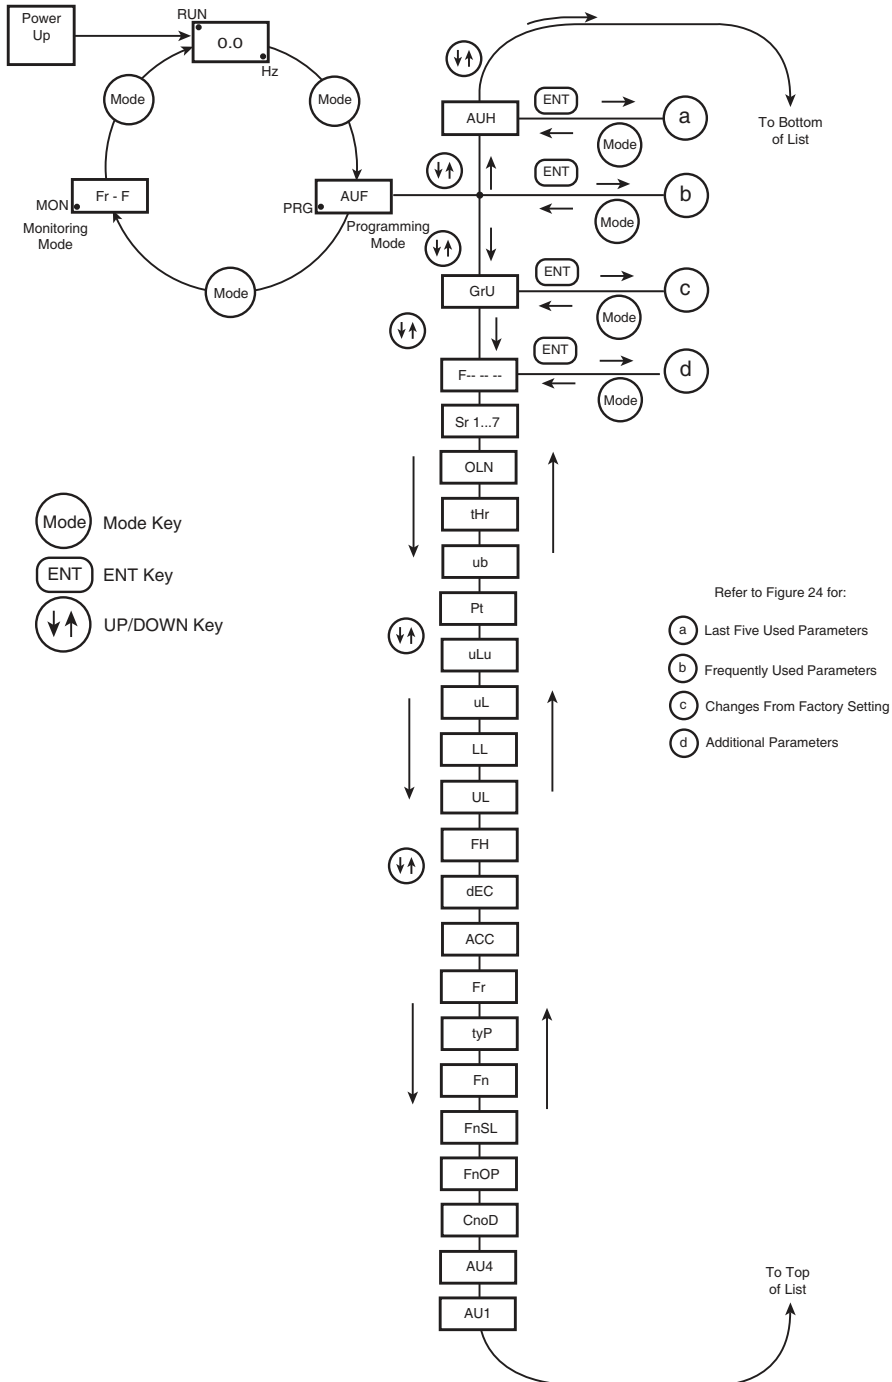 Power
Up
RUN
0.0
Hz
Mode
Mode
MON
Fr - F
Monitoring
Mode
PRG
AUF
Programming
Mode
Mode
To Bottom
of List
AUH
ENT
Mode
a
ENT
Mode
b
GrU
ENT
Mode
c
F-- -- --
ENT
Mode
d
Sr 1...7
OLN
tHr
ub
Pt
uLu
uL
LL
UL
FH
dEC
ACC
Fr
tyP
Fn
FnSL
FnOP
CnoD
AU4
AU1
To Top
of List
Mode Mode Key
ENT ENT Key
UP/DOWN Key
Refer to Figure 24 for:
a Last Five Used Parameters
b Frequently Used Parameters
c Changes From Factory Setting
d Additional Parameters